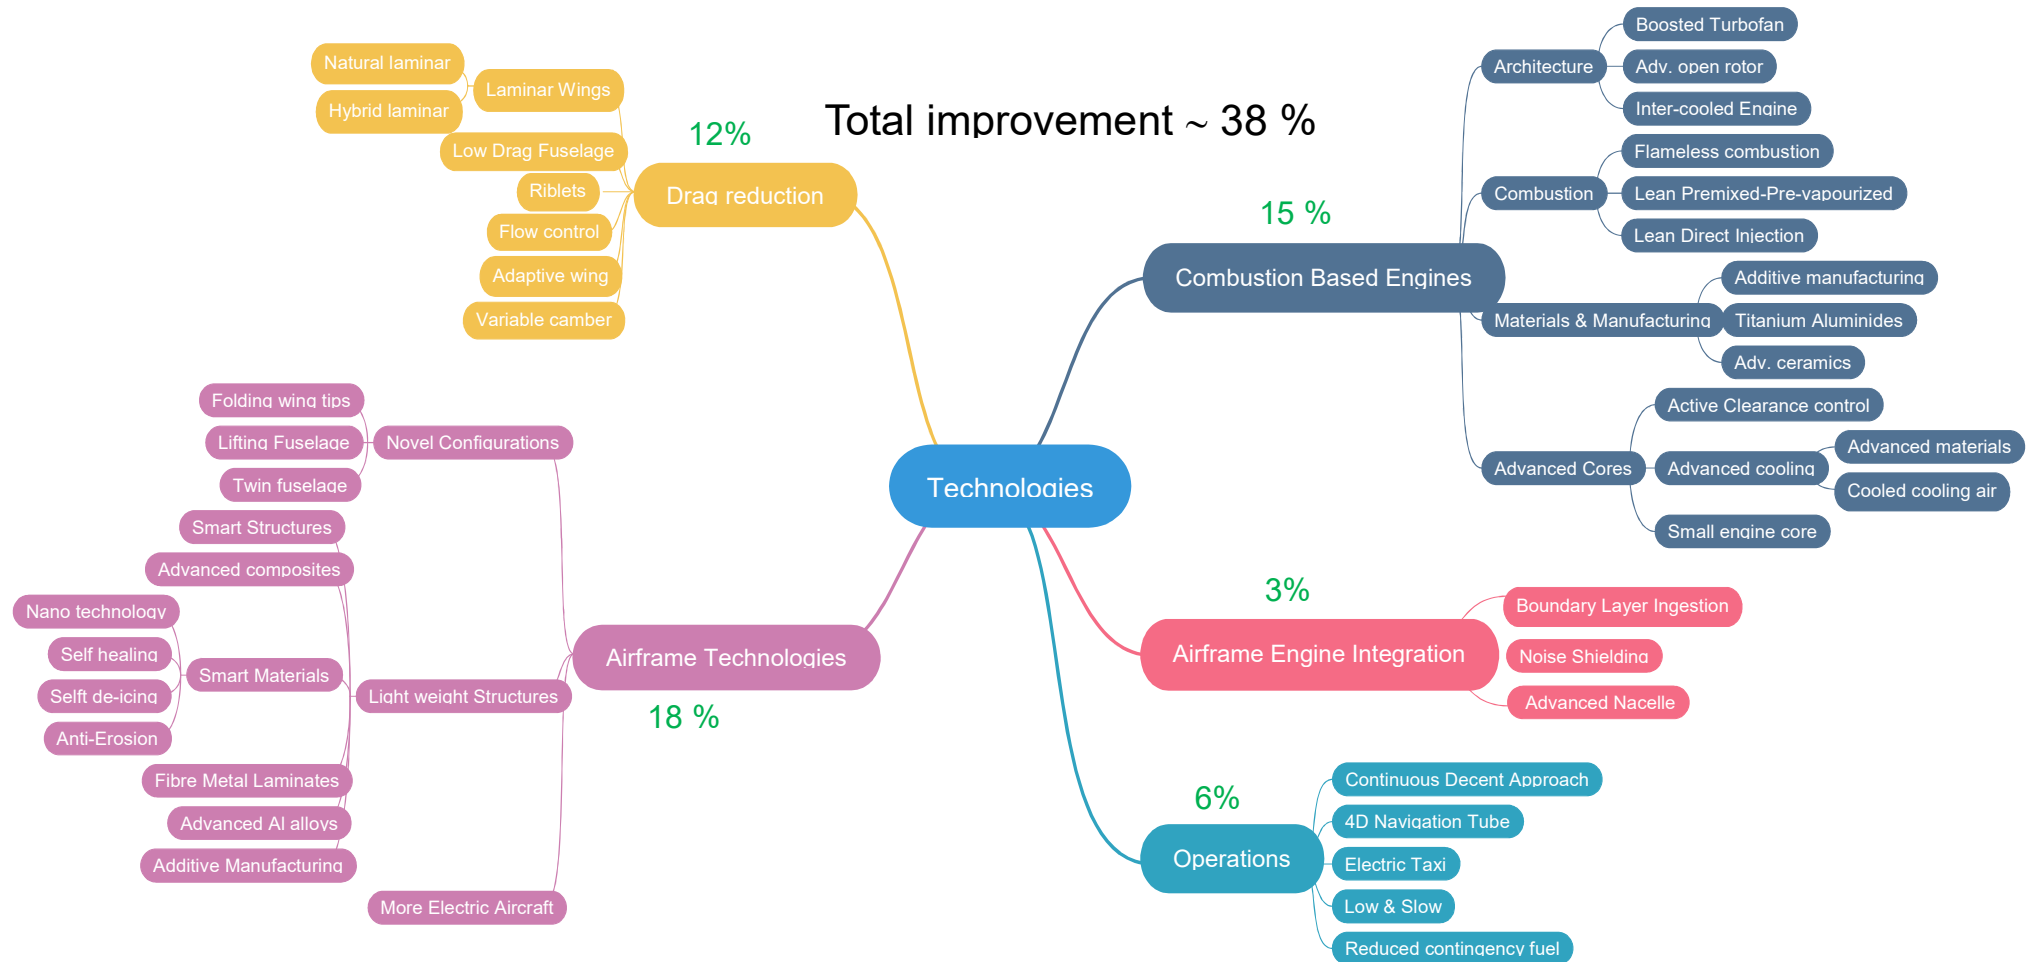 Total improvement ~ 38 %
Technologies
12%
Drag reduction
Laminar Wings
Natural laminar
Hybrid laminar
Low Drag Fuselage
Riblets
Flow control
Adaptive wing
Variable camber
18 %
Airframe Technologies
Novel Configurations
Folding wing tips
Lifting Fuselage
Twin fuselage
Light weight Structures
Smart Structures
Advanced composites
Smart Materials
Nano technology
Self healing
Selft de-icing
Anti-Erosion
Fibre Metal Laminates
Advanced Al alloys
Additive Manufacturing
More Electric Aircraft
15 %
Combustion Based Engines
Architecture
Boosted Turbofan
Adv. open rotor
Inter-cooled Engine
Combustion
Flameless combustion
Lean Premixed-Pre-vapourized
Lean Direct Injection
Materials & Manufacturing
Additive manufacturing
Titanium Aluminides
Adv. ceramics
Advanced Cores
Active Clearance control
Advanced cooling
Advanced materials
Cooled cooling air
Small engine core
3%
Airframe Engine Integration
Boundary Layer Ingestion
Noise Shielding
Advanced Nacelle
6%
Operations
Continuous Decent Approach
4D Navigation Tube
Electric Taxi
Low & Slow
Reduced contingency fuel